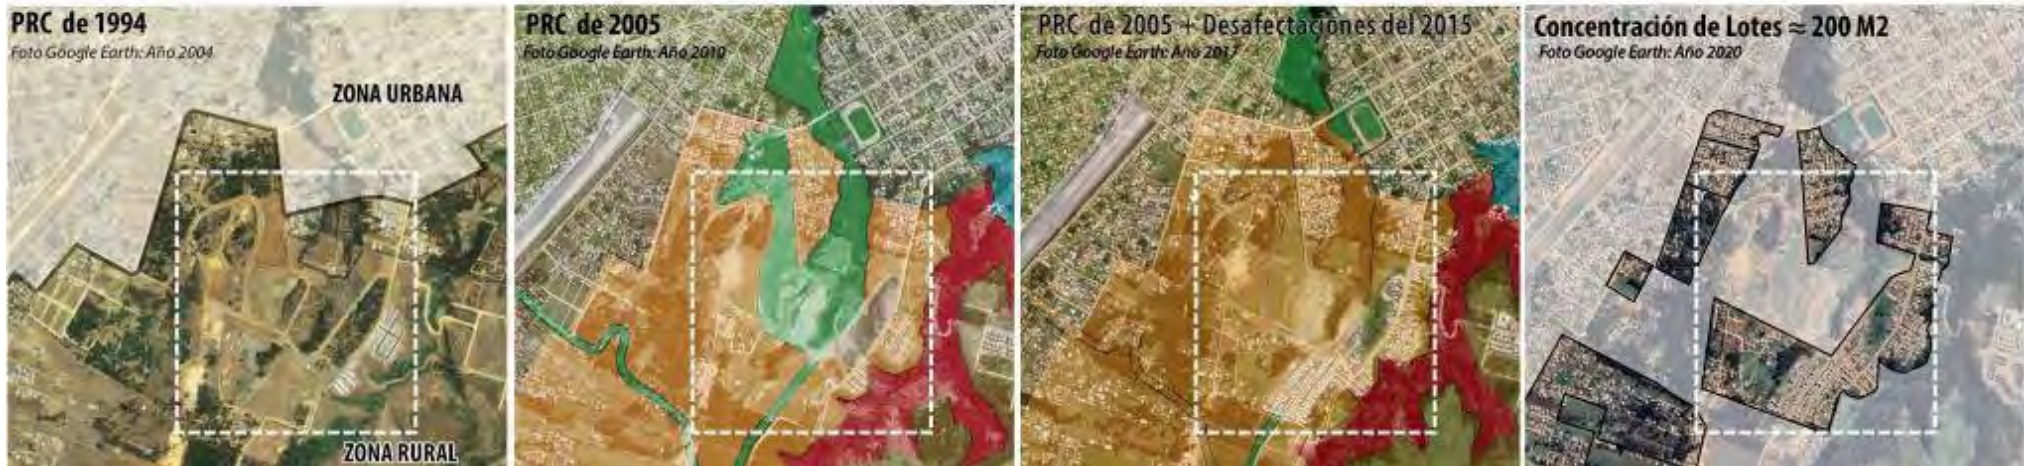 PRC de 1994
Foto Google Earth: Año 2004
ZONA URBANA
ZONA RURAL
PRC de 2005
Foto Google Earth: Año 2010
PRC de 2005 + Desafectaciones del 2015
Foto Google Earth: Año 2017
Concentración de Lotes ≈ 200 M2
Foto Google Earth: Año 2020